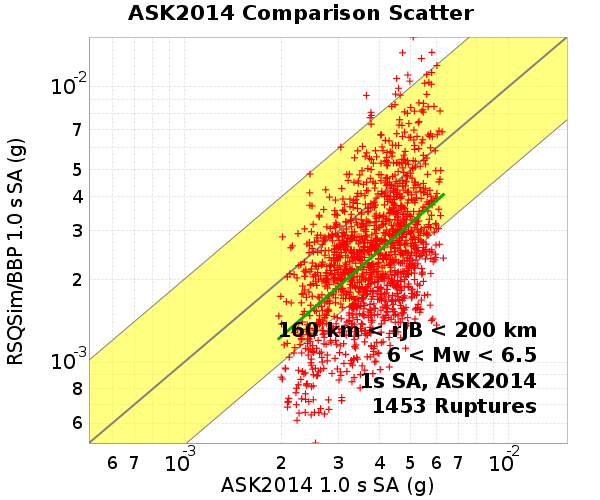 ASK2014 Comparison Scatter
RSQSim/BBP 1.0 s SA (g)
10-2
7
5
4
3
2
10-3
8
6
160 km < rJB < 200 km
6 < Mw < 6.5
1s SA, ASK2014
1453 Ruptures
6 7 10-3 2 3 4 5 6 7 10-2
ASK2014 1.0 s SA (g)